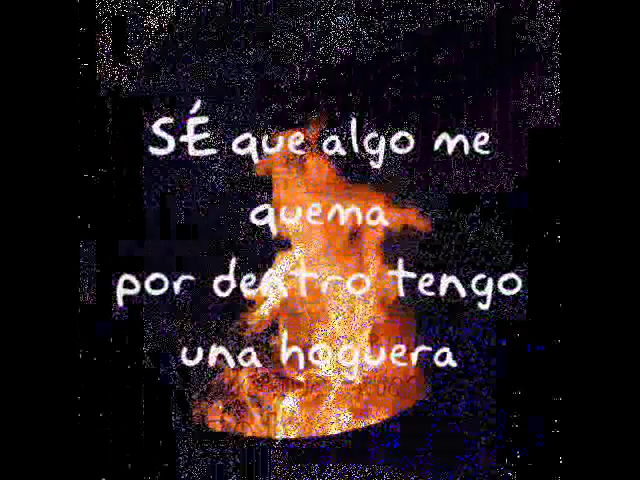 SÉ que algo me
quema
por dentro tengo
una hoguera